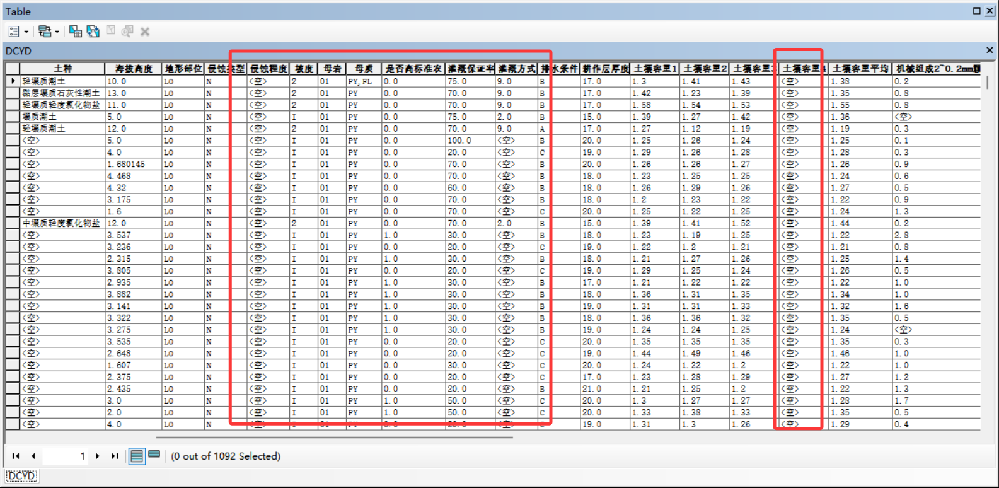 Table
DCYD
土种 海拔高度 地形部位 侵蚀类型 侵蚀程度 坡度 母岩 母质 是否高标准农 灌溉保证率 灌溉方式 排水条件 耕作层厚度 土壤容重1 土壤容重2 土壤容重3 土壤容重4 土壤容重平均 机械组成2~0.2mm颗
轻壤质潮土 10.0 LO N <空> 2 01 PY,FL 0.0 75.0 9.0 B 17.0 1.3 1.41 1.43 <空> 1.38 0.2
黏层壤质石灰性潮土 13.0 LO N <空> 2 01 PY 0.0 70.0 9.0 B 17.0 1.42 1.23 1.39 <空> 1.35 0.8
轻壤质轻度氯化物盐 11.0 LO N <空> 2 01 PY 0.0 70.0 9.0 B 17.0 1.58 1.54 1.53 <空> 1.55 0.8
壤质潮土 5.0 LO N <空> I 01 PY 0.0 75.0 2.0 B 15.0 1.39 1.27 1.42 <空> 1.36 <空>
轻壤质潮土 12.0 LO N <空> 2 01 PY 0.0 70.0 9.0 A 17.0 1.27 1.12 1.19 <空> 1.19 0.3
<空> 5.0 LO N <空> I 01 PY 0.0 100.0 <空> B 20.0 1.25 1.26 1.24 <空> 1.25 0.1
<空> 4.0 LO N <空> I 01 PY 0.0 20.0 <空> C 19.0 1.29 1.26 1.28 <空> 1.28 0.3
<空> 1.680145 LO N <空> I 01 PY 0.0 70.0 <空> B 20.0 1.26 1.26 1.27 <空> 1.26 0.9
<空> 4.468 LO N <空> I 01 PY 0.0 70.0 <空> B 18.0 1.23 1.25 1.25 <空> 1.24 0.6
<空> 4.32 LO N <空> I 01 PY 0.0 60.0 <空> B 18.0 1.26 1.29 1.26 <空> 1.27 0.5
<空> 3.175 LO N <空> I 01 PY 0.0 70.0 <空> B 18.0 1.2 1.23 1.22 <空> 1.22 0.9
<空> 1.6 LO N <空> I 01 PY 0.0 70.0 <空> C 20.0 1.25 1.22 1.25 <空> 1.24 1.3
中壤质轻度氯化物盐 12.0 LO N <空> 2 01 PY 0.0 70.0 2.0 B 15.0 1.39 1.41 1.52 <空> 1.44 0.2
<空> 3.537 LO N <空> I 01 PY 1.0 30.0 <空> B 18.0 1.23 1.19 1.25 <空> 1.22 2.8
<空> 3.236 LO N <空> I 01 PY 0.0 20.0 <空> C 19.0 1.22 1.2 1.21 <空> 1.21 0.8
<空> 2.315 LO N <空> I 01 PY 1.0 30.0 <空> B 18.0 1.21 1.27 1.26 <空> 1.25 1.4
<空> 3.805 LO N <空> I 01 PY 0.0 20.0 <空> C 19.0 1.29 1.25 1.24 <空> 1.26 0.5
<空> 2.935 LO N <空> I 01 PY 1.0 30.0 <空> B 17.0 1.21 1.22 1.22 <空> 1.22 1.0
<空> 3.882 LO N <空> I 01 PY 1.0 30.0 <空> B 18.0 1.36 1.31 1.35 <空> 1.34 1.0
<空> 3.141 LO N <空> I 01 PY 1.0 30.0 <空> B 19.0 1.31 1.31 1.33 <空> 1.32 1.6
<空> 3.322 LO N <空> I 01 PY 1.0 30.0 <空> B 18.0 1.36 1.36 1.32 <空> 1.35 0.5
<空> 3.275 LO N <空> I 01 PY 1.0 30.0 <空> B 19.0 1.24 1.24 1.25 <空> 1.24 <空>
<空> 3.535 LO N <空> I 01 PY 1.0 20.0 <空> C 20.0 1.35 1.35 1.35 <空> 1.35 0.3
<空> 2.648 LO N <空> I 01 PY 0.0 20.0 <空> C 19.0 1.44 1.49 1.46 <空> 1.46 1.0
<空> 1.607 LO N <空> I 01 PY 1.0 30.0 <空> C 20.0 1.24 1.22 1.2 <空> 1.22 1.0
<空> 2.375 LO N <空> I 01 PY 0.0 20.0 <空> C 17.0 1.23 1.28 1.29 <空> 1.27 1.2
<空> 2.435 LO N <空> I 01 PY 0.0 20.0 <空> B 21.0 1.21 1.25 1.2 <空> 1.22 1.3
<空> 3.0 LO N <空> I 01 PY 1.0 50.0 <空> C 20.0 1.3 1.27 1.27 <空> 1.28 1.7
<空> 2.0 LO N <空> I 01 PY 1.0 50.0 <空> C 20.0 1.33 1.38 1.33 <空> 1.35 0.5
<空> 4.0 LO N <空> I 01 PY 0.0 20.0 <空> C 19.0 1.31 1.3 1.26 <空> 1.29 0.4
1 (0 out of 1092 Selected)
DCYD